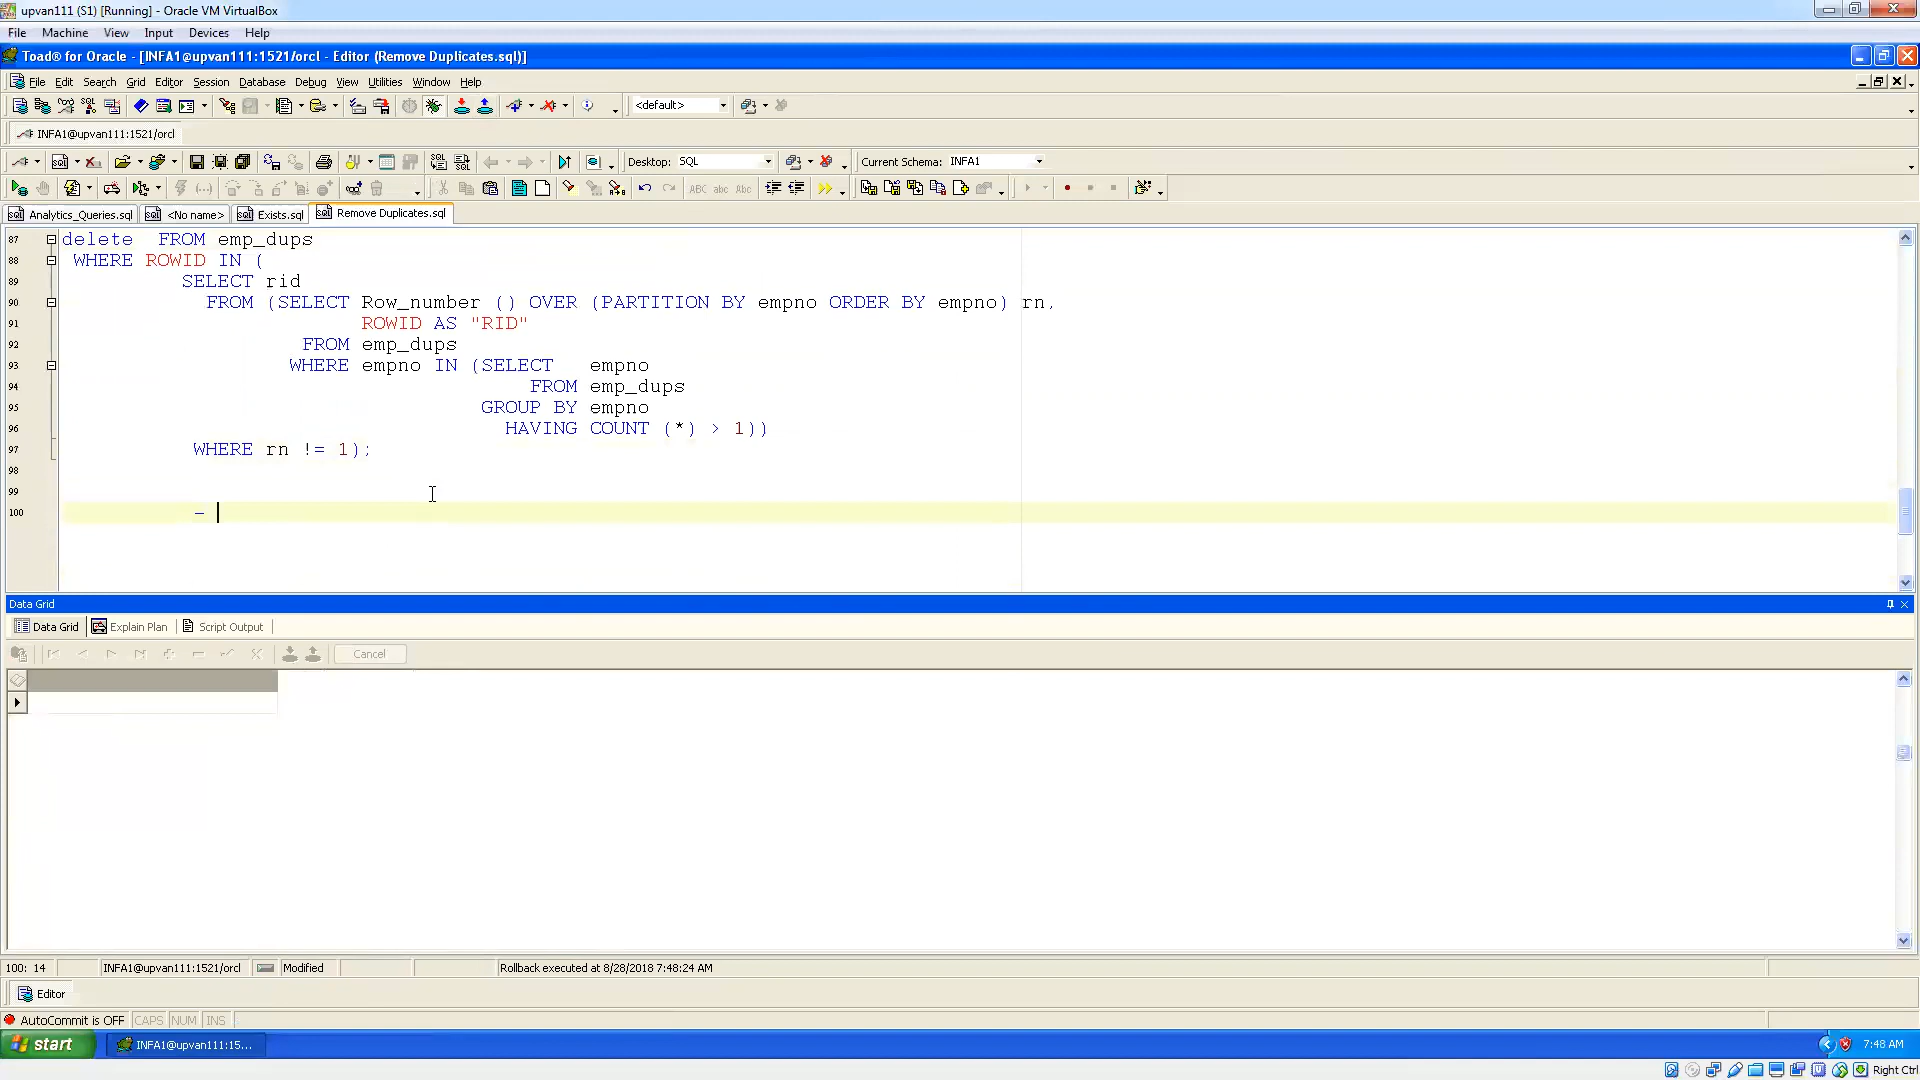 upvan111 (S1) [Running] - Oracle VM VirtualBox
File Machine View Input Devices Help
Toad® for Oracle - [INFA1@upvan111:1521/orcl - Editor (Remove Duplicates.sql)]
File Edit Search Grid Editor Session Database Debug View Utilities Window Help
<default>
INFA1@upvan111:1521/orcl
Desktop: SQL Current Schema: INFA1
Analytics_Queries.sql <No name> Exists.sql Remove Duplicates.sql
87 delete FROM emp_dups
88 WHERE ROWID IN (
89 SELECT rid
90 FROM (SELECT Row_number () OVER (PARTITION BY empno ORDER BY empno) rn,
91 ROWID AS "RID"
92 FROM emp_dups
93 WHERE empno IN (SELECT empno
94 FROM emp_dups
95 GROUP BY empno
96 HAVING COUNT (*) > 1))
97 WHERE rn != 1);
98
99
100 -
Data Grid
Data Grid Explain Plan Script Output
Cancel
100: 14 INFA1@upvan111:1521/orcl Modified Rollback executed at 8/28/2018 7:48:24 AM
Editor
AutoCommit is OFF CAPS NUM INS
start INFA1@upvan111:15... 7:48 AM
Right Ctrl